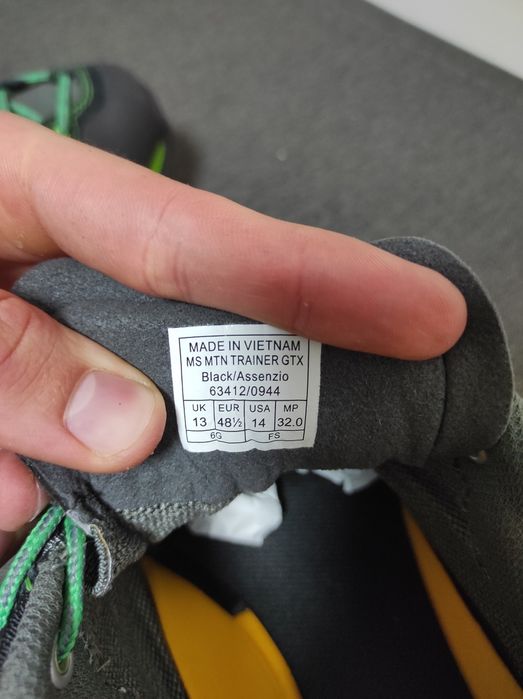 MADE IN VIETNAM
MS MTN TRAINER GTX
Black/Assenzio
63412/0944
UK EUR USA MP
13 48½ 14 32.0
6G FS